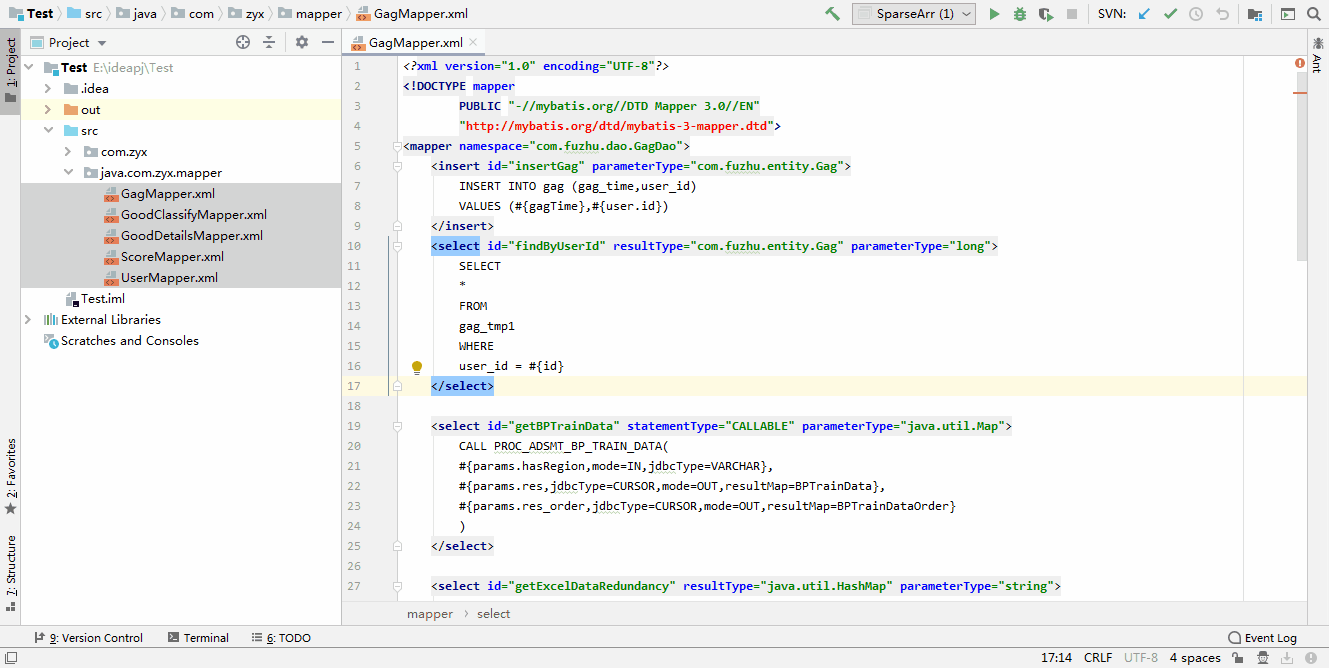 Test src java com zyx mapper GagMapper.xml SparseArr (1) SVN:
Project GagMapper.xml
1: Project
Test E:\ideapj\Test
.idea
out
src
com.zyx
java.com.zyx.mapper
GagMapper.xml
GoodClassifyMapper.xml
GoodDetailsMapper.xml
ScoreMapper.xml
UserMapper.xml
Test.iml
External Libraries
Scratches and Consoles
2: Favorites
7: Structure
1 <?xml version="1.0" encoding="UTF-8"?>
2 <!DOCTYPE mapper
3 PUBLIC "-//mybatis.org//DTD Mapper 3.0//EN"
4 "http://mybatis.org/dtd/mybatis-3-mapper.dtd">
5 <mapper namespace="com.fuzhu.dao.GagDao">
6 <insert id="insertGag" parameterType="com.fuzhu.entity.Gag">
7 INSERT INTO gag (gag_time,user_id)
8 VALUES (#{gagTime},#{user.id})
9 </insert>
10 <select id="findByUserId" resultType="com.fuzhu.entity.Gag" parameterType="long">
11 SELECT
12 *
13 FROM
14 gag_tmp1
15 WHERE
16 user_id = #{id}
17 </select>
18
19 <select id="getBPTrainData" statementType="CALLABLE" parameterType="java.util.Map">
20 CALL PROC_ADSMT_BP_TRAIN_DATA(
21 #{params.hasRegion,mode=IN,jdbcType=VARCHAR},
22 #{params.res,jdbcType=CURSOR,mode=OUT,resultMap=BPTrainData},
23 #{params.res_order,jdbcType=CURSOR,mode=OUT,resultMap=BPTrainDataOrder}
24 )
25 </select>
26
27 <select id="getExcelDataRedundancy" resultType="java.util.HashMap" parameterType="string">
mapper select
Ant
9: Version Control Terminal 6: TODO Event Log
17:14 CRLF UTF-8 4 spaces